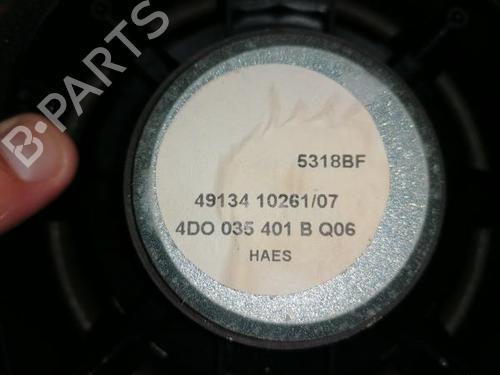 B-PARTS
5318BF
49134 10261/07
4DO 035 401 B Q06
HAES